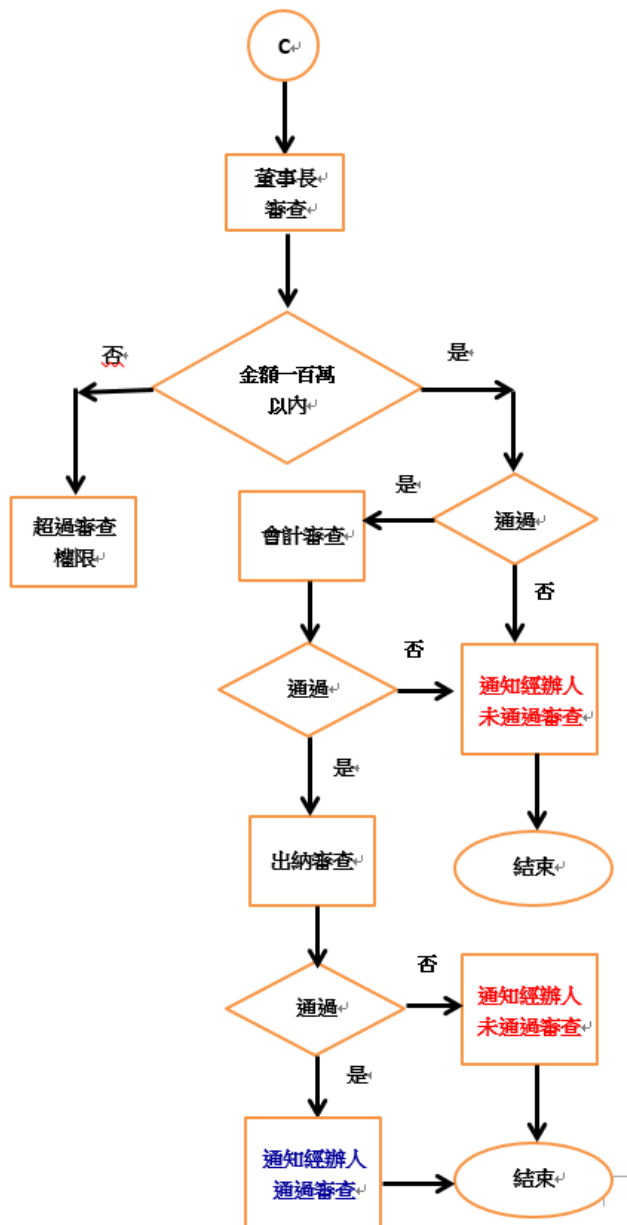 C
董事長
審查
金額一百萬
以內
否
是
超過審查
權限
通過
是
會計審查
否
通過
否
通知經辦人
未通過審查
是
出納審查
結束
通過
否
通知經辦人
未通過審查
是
通知經辦人
通過審查
結束